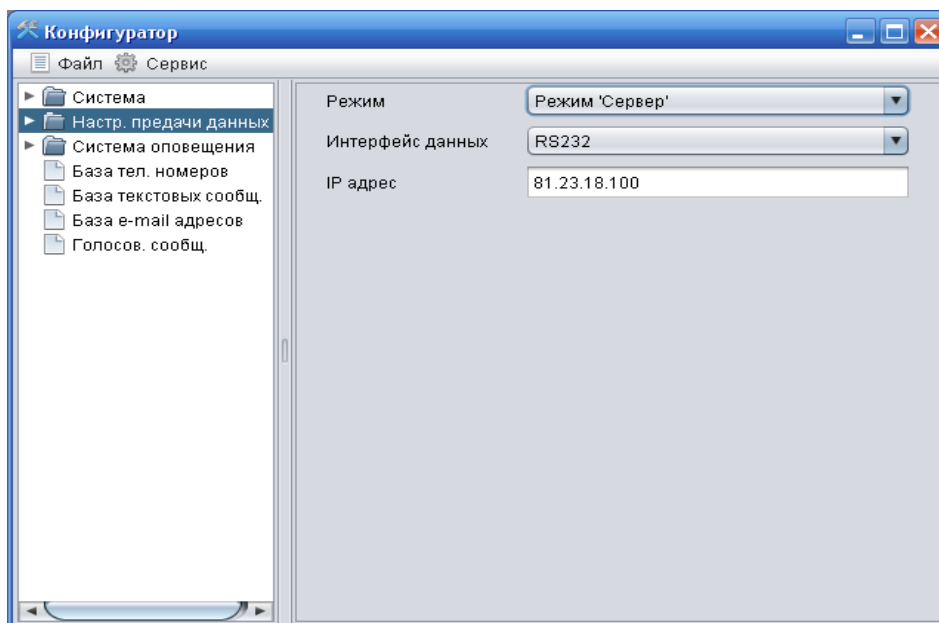 Конфигуратор
Файл Сервис
Система
Настр. предачи данных
Система оповещения
База тел. номеров
База текстовых сообщ.
База e-mail адресов
Голосов. сообщ.
Режим Режим 'Сервер'
Интерфейс данных RS232
IP адрес 81.23.18.100